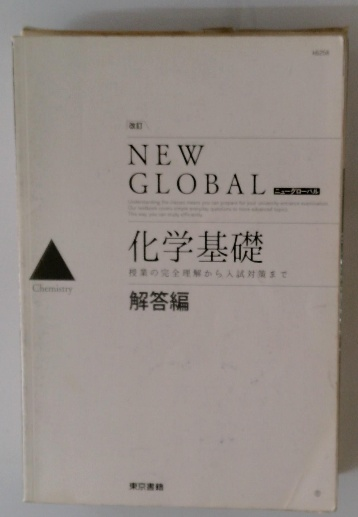 改訂
NEW
GLOBAL ニューグローバル
化学基礎
授業の完全理解から入試対策まで
Chemistry
解答編
東京書籍